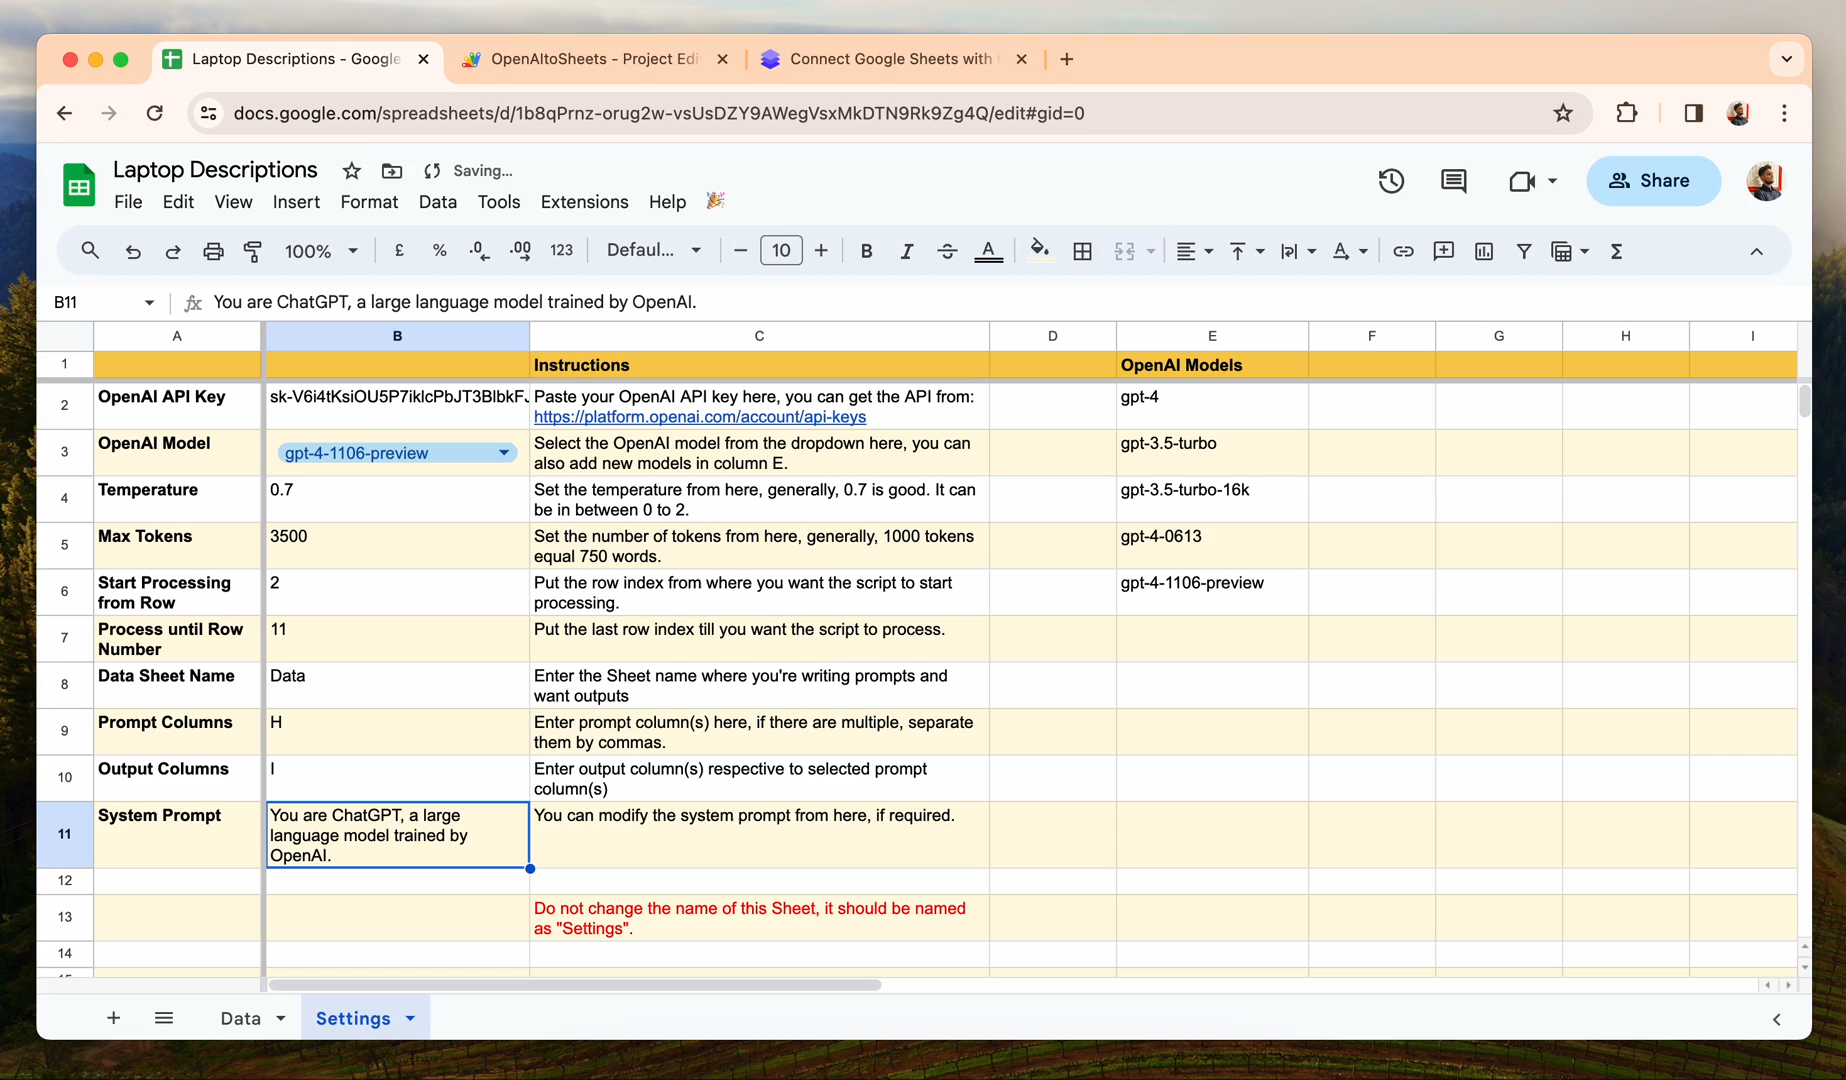 Laptop Descriptions - Google
OpenAItoSheets - Project Edi
Connect Google Sheets with
docs.google.com/spreadsheets/d/1b8qPrnz-orug2w-vsUsDZY9AWegVsxMkDTN9Rk9Zg4Q/edit#gid=0
Laptop Descriptions
Saving...
File Edit View Insert Format Data Tools Extensions Help
Share
100% £ % .0 .00 123 Defaul... 10 B I A
B11 fx You are ChatGPT, a large language model trained by OpenAI.
A B C D E F G H I
1 Instructions OpenAI Models
2 OpenAI API Key sk-V6i4tKsiOU5P7iklcPbJT3BlbkF Paste your OpenAI API key here, you can get the API from: gpt-4
https://platform.openai.com/account/api-keys
3 OpenAI Model gpt-4-1106-preview Select the OpenAI model from the dropdown here, you can gpt-3.5-turbo
also add new models in column E.
4 Temperature 0.7 Set the temperature from here, generally, 0.7 is good. It can gpt-3.5-turbo-16k
be in between 0 to 2.
5 Max Tokens 3500 Set the number of tokens from here, generally, 1000 tokens gpt-4-0613
equal 750 words.
6 Start Processing 2 Put the row index from where you want the script to start gpt-4-1106-preview
from Row processing.
7 Process until Row 11 Put the last row index till you want the script to process.
Number
8 Data Sheet Name Data Enter the Sheet name where you're writing prompts and
want outputs
9 Prompt Columns H Enter prompt column(s) here, if there are multiple, separate
them by commas.
10 Output Columns I Enter output column(s) respective to selected prompt
column(s)
11 System Prompt You are ChatGPT, a large You can modify the system prompt from here, if required.
language model trained by
OpenAI.
12
13 Do not change the name of this Sheet, it should be named
as "Settings".
14
Data Settings